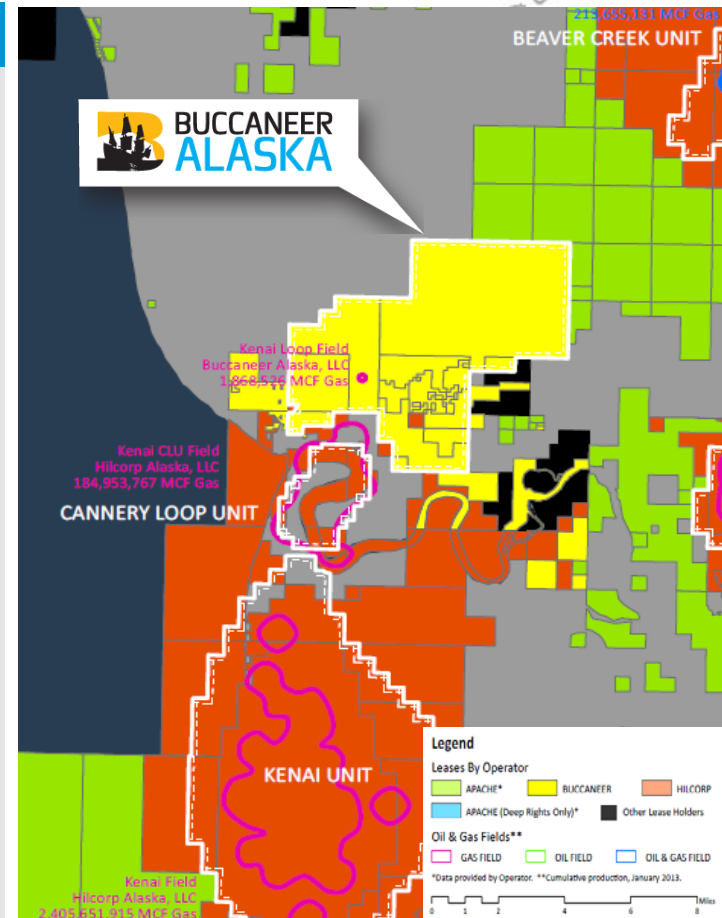 213,655,131 MCF Gas
BEAVER CREEK UNIT
BUCCANEER
ALASKA
Kenai Loop Field
Buccaneer Alaska, LLC
1,868,526 MCF Gas
Kenai CLU Field
Hilcorp Alaska, LLC
184,953,767 MCF Gas
CANNERY LOOP UNIT
KENAI UNIT
Kenai Field
Hilcorp Alaska, LLC
2,405,651,915 MCF Gas
Legend
Leases By Operator
APACHE*
BUCCANEER
HILCORP
APACHE (Deep Rights Only)*
Other Lease Holders
Oil & Gas Fields**
GAS FIELD
OIL FIELD
OIL & GAS FIELD
*Data provided by Operator. **Cumulative production, January 2013.
Miles
0 1 2 4 6 8